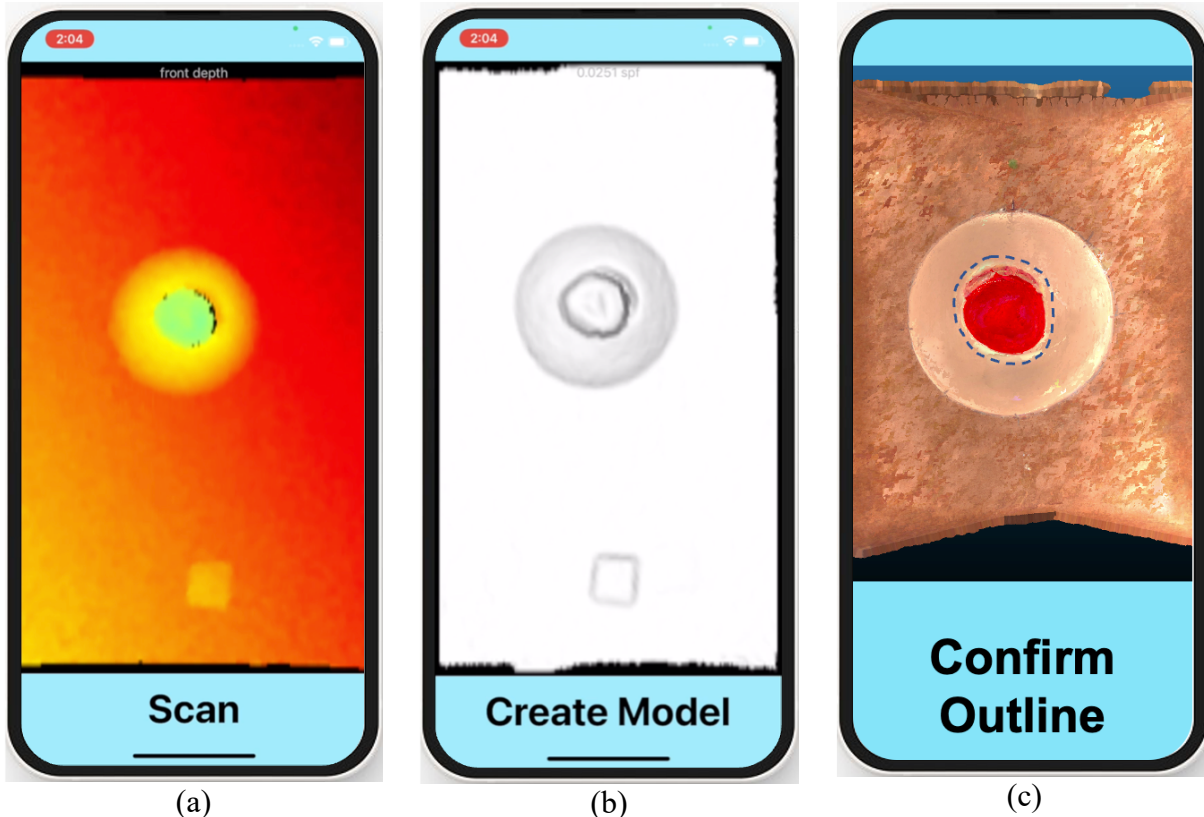 2:04
front depth
Scan
(a)
2:04
0.0251 spf
Create Model
(b)
Confirm
Outline
(c)